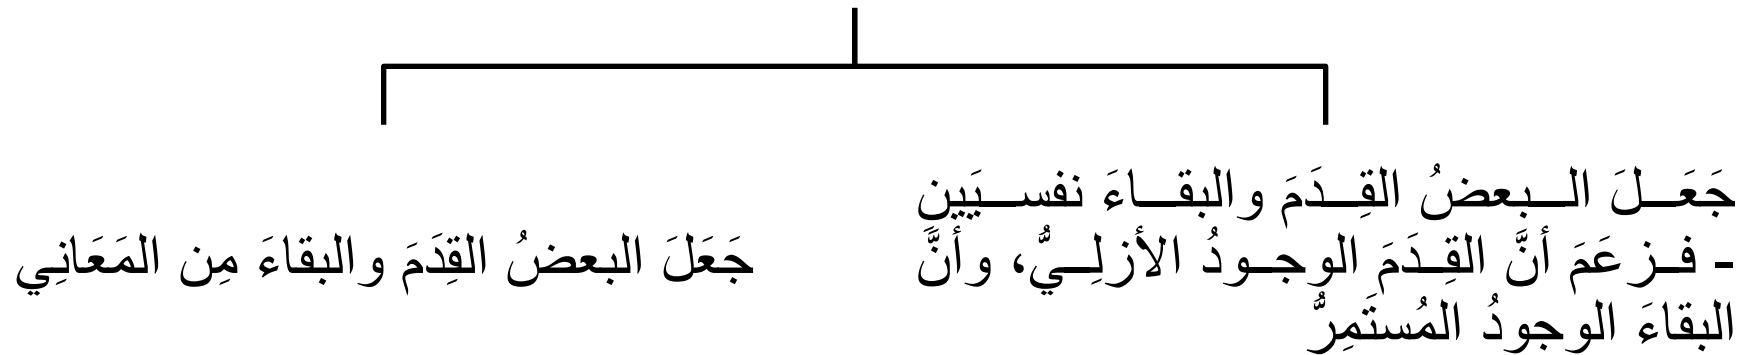 جَعَلَ البعضُ القِدَمَ والبقاءَ نفسيَينِ
- فزعَمَ أنَّ القِدَمَ الوجودُ الأزلِيُّ، وأنَّ
البقاءَ الوجودُ المُستَمِرُّ
جَعَلَ البعضُ القِدَمَ والبقاءَ مِن المَعَانِي